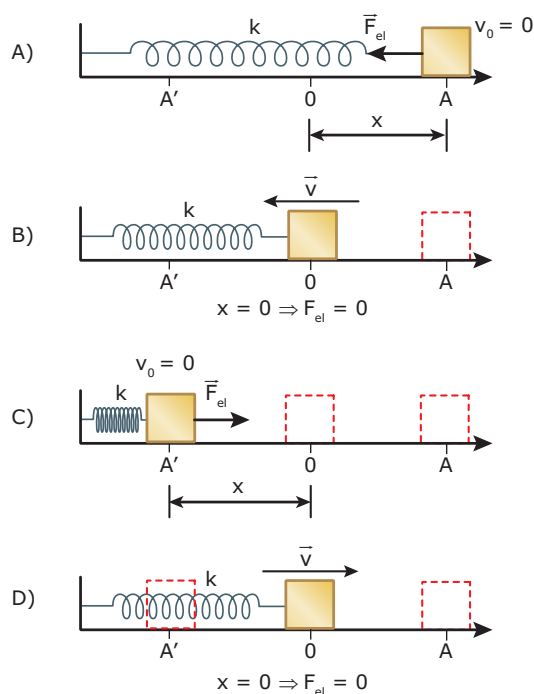 A)
k
F⃗el
v0 = 0
A′ 0 A
x
B)
k
v⃗
A′ 0 A
x = 0 ⇒ Fel = 0
C)
v0 = 0
k
F⃗el
A′ 0 A
x
D)
k
v⃗
A′ 0 A
x = 0 ⇒ Fel = 0